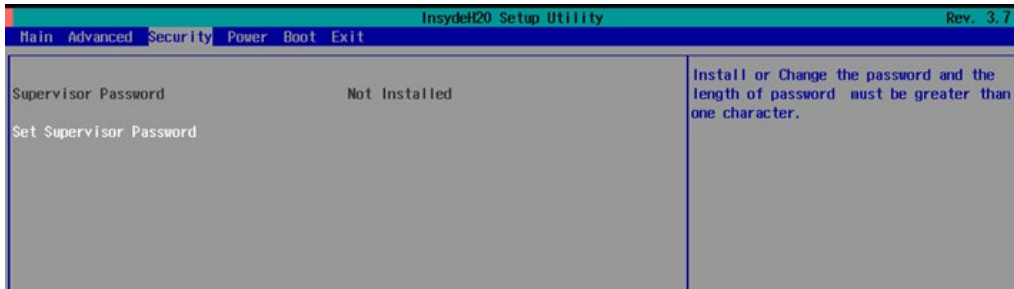 InsydeH20 Setup Utility Rev. 3.7
Main Advanced Security Power Boot Exit
Supervisor Password Not Installed
Set Supervisor Password
Install or Change the password and the
length of password must be greater than
one character.